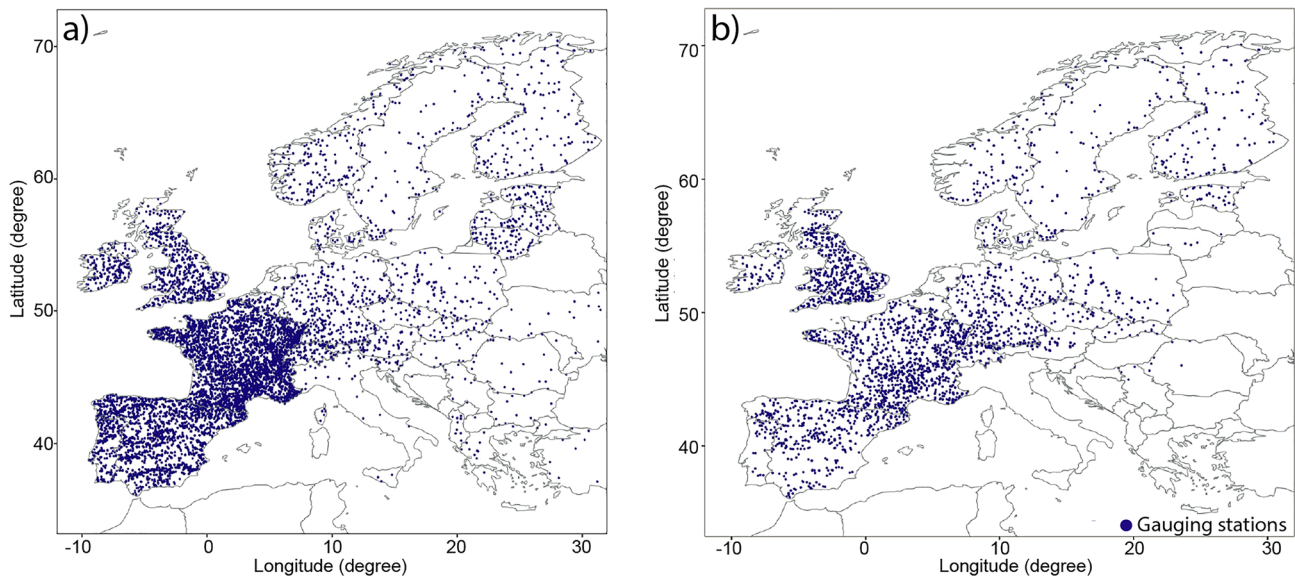 a)
70
60
50
40
Latitude (degree)
-10 0 10 20 30
Longitude (degree)
b)
70
60
50
40
Latitude (degree)
Gauging stations
-10 0 10 20 30
Longitude (degree)